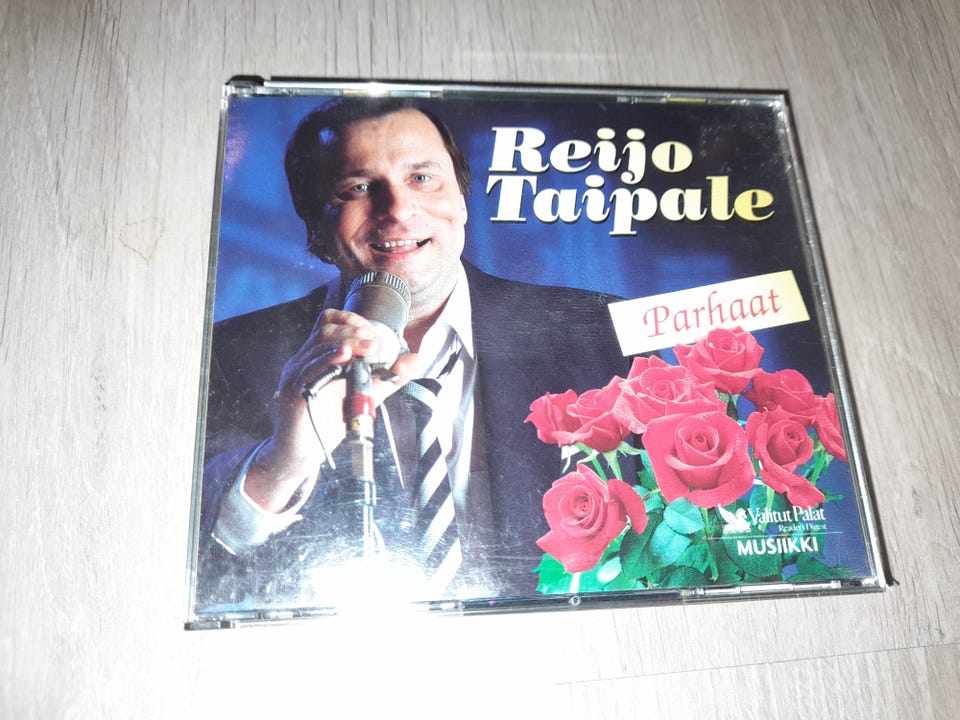 Reijo
Taipale
Parhaat
Valitut Palat
Reader's Digest
MUSIIKKI